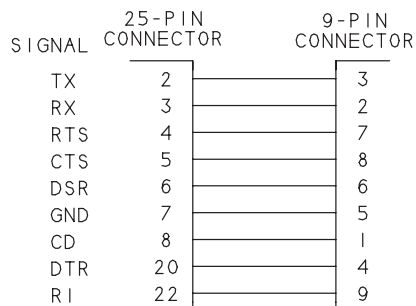 25-PIN 9-PIN
SIGNAL CONNECTOR CONNECTOR
TX 2 3
RX 3 2
RTS 4 7
CTS 5 8
DSR 6 6
GND 7 5
CD 8 1
DTR 20 4
RI 22 9